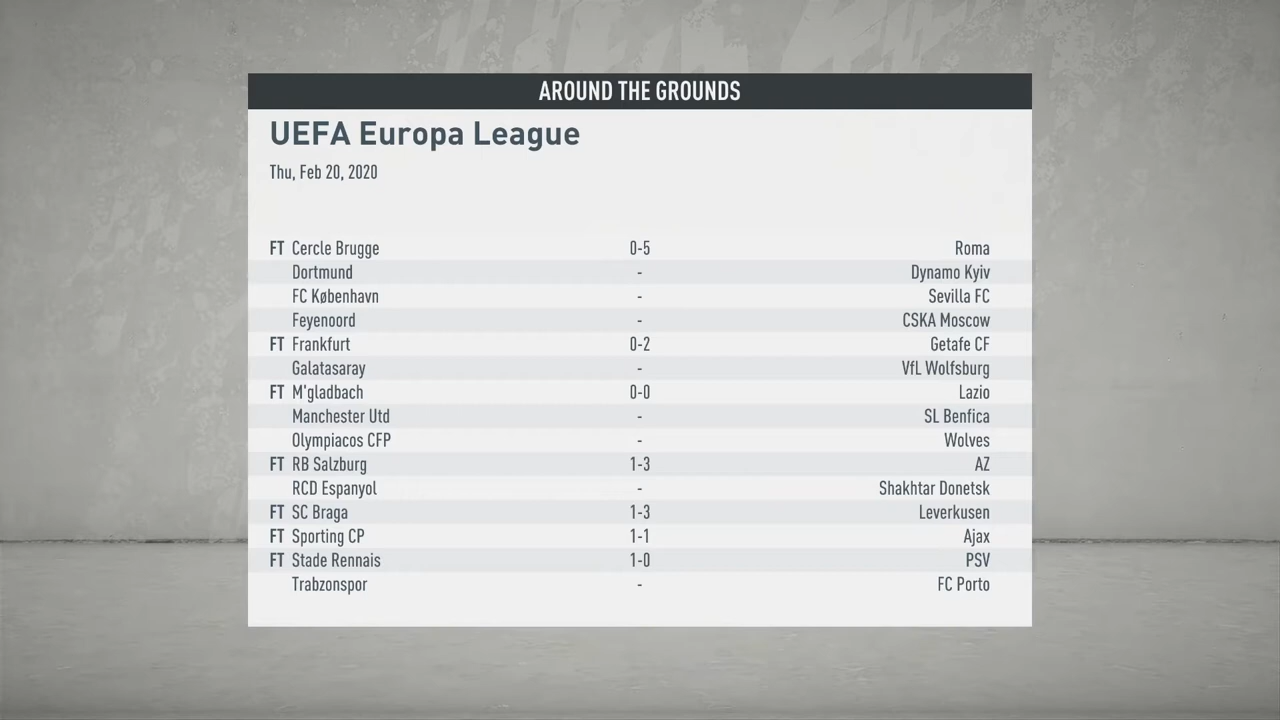 AROUND THE GROUNDS
UEFA Europa League
Thu, Feb 20, 2020
FT Cercle Brugge 0-5 Roma
Dortmund - Dynamo Kyiv
FC København - Sevilla FC
Feyenoord - CSKA Moscow
FT Frankfurt 0-2 Getafe CF
Galatasaray - VfL Wolfsburg
FT M'gladbach 0-0 Lazio
Manchester Utd - SL Benfica
Olympiacos CFP - Wolves
FT RB Salzburg 1-3 AZ
RCD Espanyol - Shakhtar Donetsk
FT SC Braga 1-3 Leverkusen
FT Sporting CP 1-1 Ajax
FT Stade Rennais 1-0 PSV
Trabzonspor - FC Porto